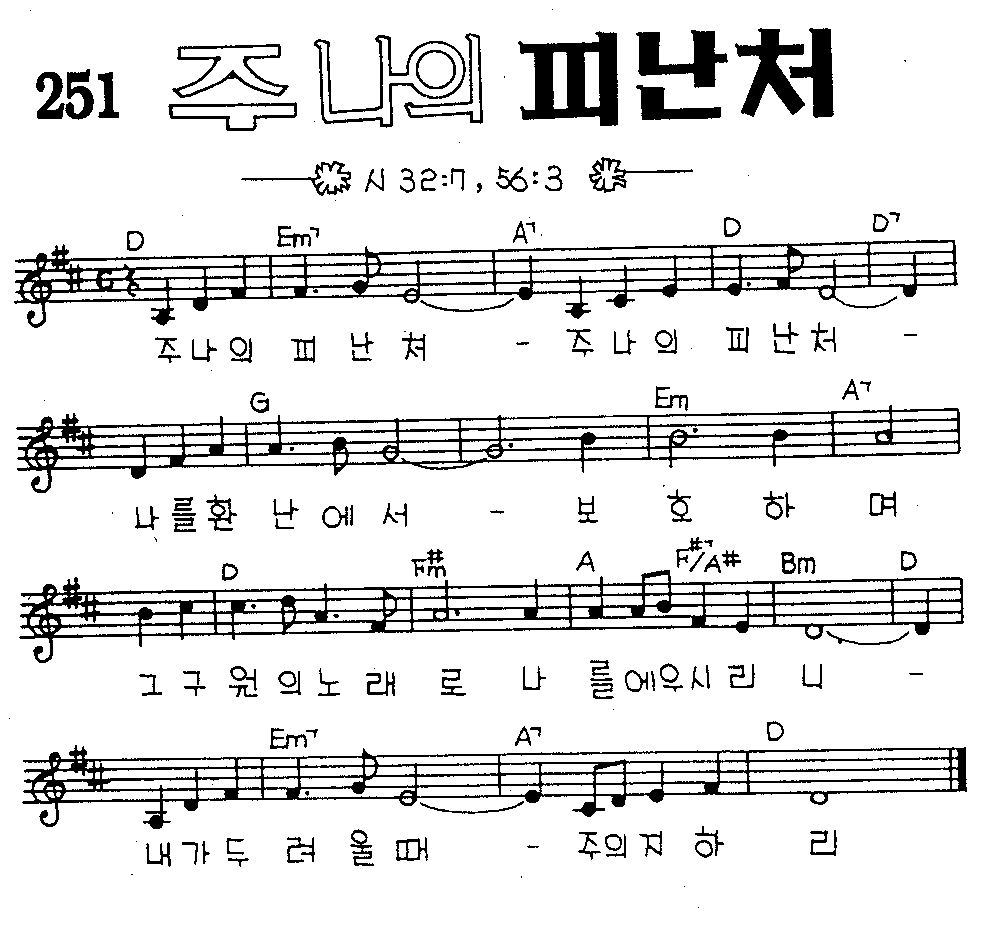 251 주 나의 피난처
시 32:7, 56:3
D Em7 A7 D D7
주 나 의 피 난 쳐 - 주 나 의 피 난 처 -
G Em A7
나 를 환 난 에 서 - 보 호 하 며
D F#m A F#7/A# Bm D
그 구 원 의 노 래 로 나 를 에 우 시 리 니 -
Em7 A7 D
내 가 두 려 울 때 - 주 의 지 하 리